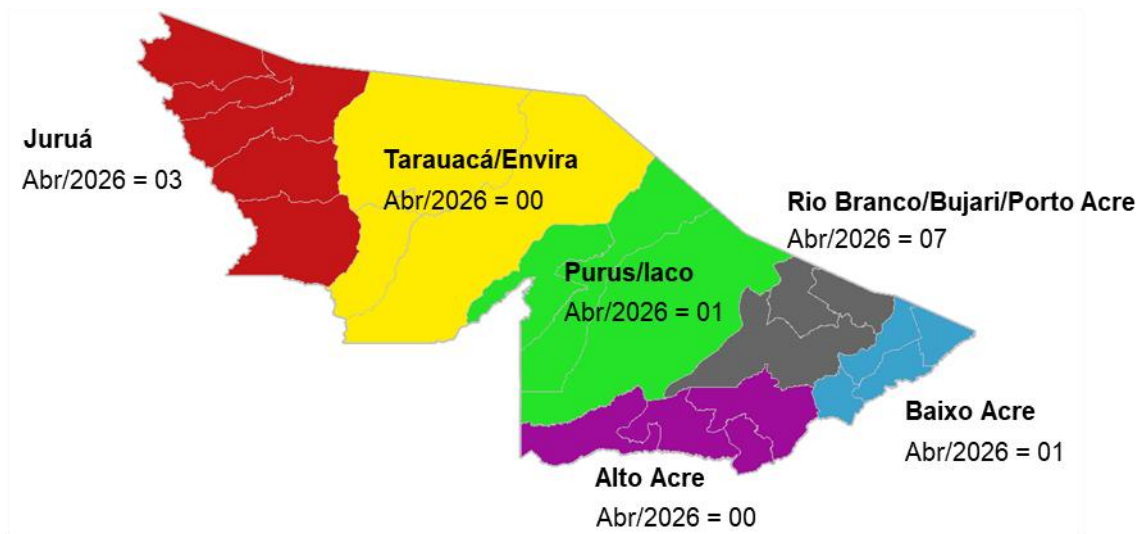 Juruá
Abr/2026 = 03
Tarauacá/Envira
Abr/2026 = 00
Rio Branco/Bujari/Porto Acre
Abr/2026 = 07
Purus/Iaco
Abr/2026 = 01
Baixo Acre
Abr/2026 = 01
Alto Acre
Abr/2026 = 00